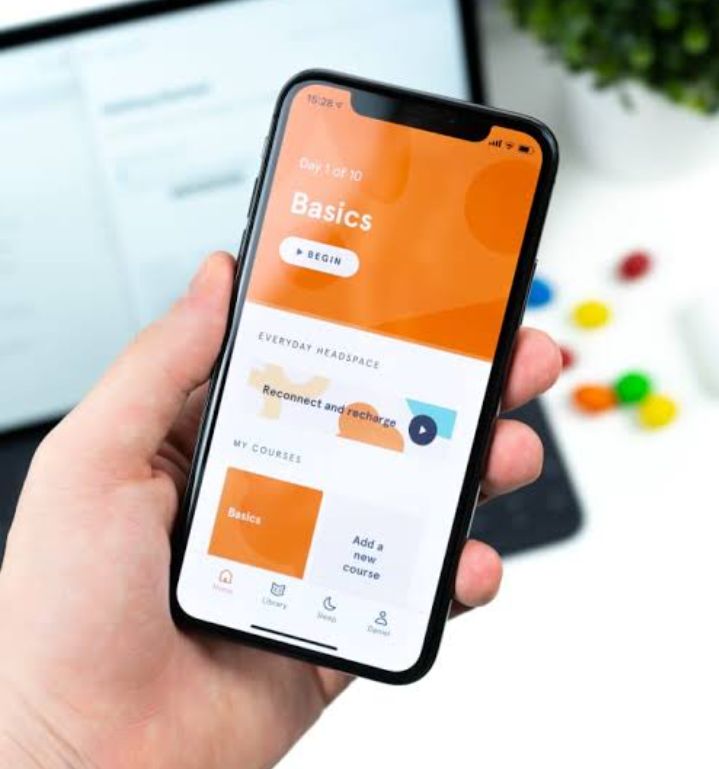 15:28
Day 1 of 10
Basics
BEGIN
EVERYDAY HEADSPACE
Reconnect and recharge
MY COURSES
Basics
Add a
new
course
Home
Library
Sleep
Daniel